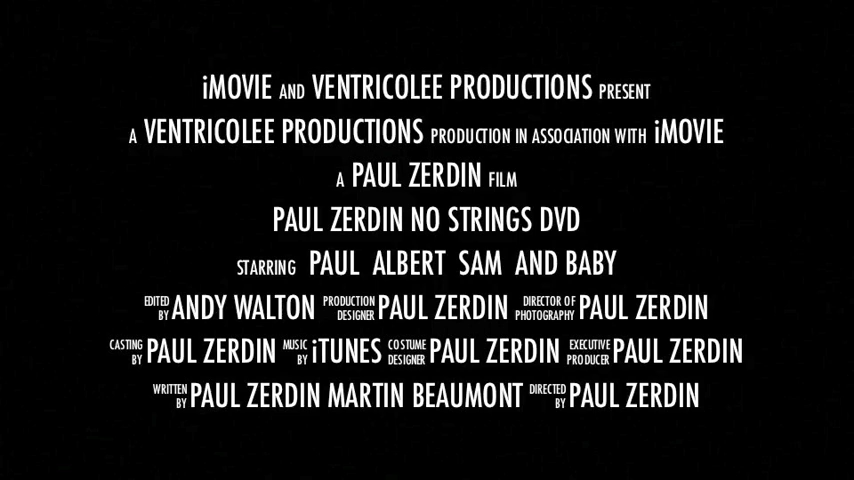 iMOVIE AND VENTRICOLEE PRODUCTIONS PRESENT
A VENTRICOLEE PRODUCTIONS PRODUCTION IN ASSOCIATION WITH iMOVIE
A PAUL ZERDIN FILM
PAUL ZERDIN NO STRINGS DVD
STARRING PAUL ALBERT SAM AND BABY
EDITED BY ANDY WALTON PRODUCTION DESIGNER PAUL ZERDIN DIRECTOR OF PHOTOGRAPHY PAUL ZERDIN
CASTING BY PAUL ZERDIN MUSIC BY iTUNES COSTUME DESIGNER PAUL ZERDIN EXECUTIVE PRODUCER PAUL ZERDIN
WRITTEN BY PAUL ZERDIN MARTIN BEAUMONT DIRECTED BY PAUL ZERDIN